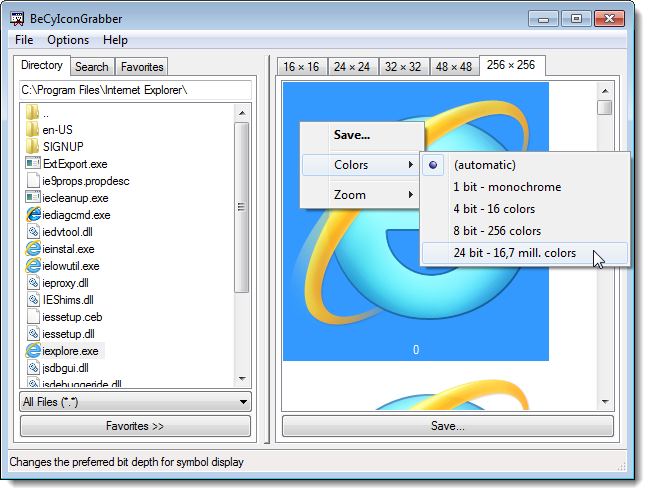 BeCyIconGrabber
File Options Help
Directory Search Favorites
C:\Program Files\Internet Explorer\
..
en-US
SIGNUP
ExtExport.exe
ie9props.propdesc
iecleanup.exe
iediagcmd.exe
iedvtool.dll
ieinstal.exe
ielowutil.exe
ieproxy.dll
IEShims.dll
iessetup.ceb
iessetup.dll
iexplore.exe
jsdbgui.dll
jsdebuggeride.dll
All Files (*.*)
Favorites >>
16 × 16 24 × 24 32 × 32 48 × 48 256 × 256
Save...
Colors
Zoom
(automatic)
1 bit - monochrome
4 bit - 16 colors
8 bit - 256 colors
24 bit - 16,7 mill. colors
0
Save...
Changes the preferred bit depth for symbol display